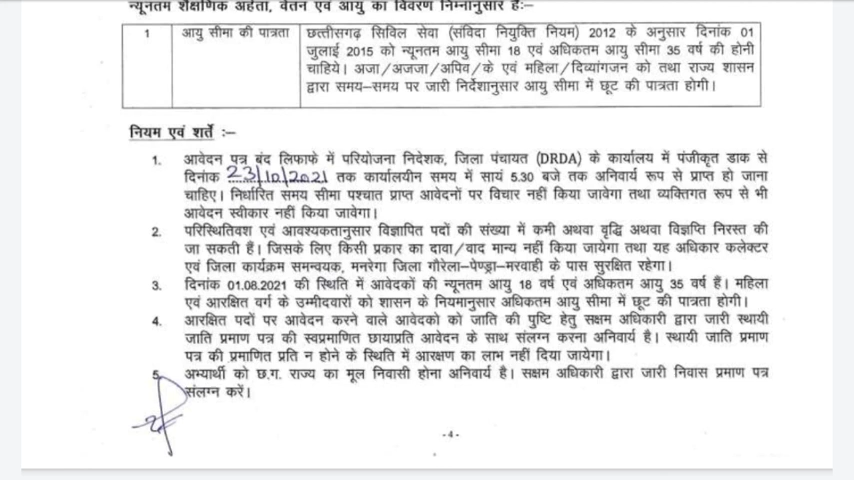 न्यूनतम शैक्षणिक अर्हता, वेतन एवं आयु का विवरण निम्नानुसार है:–
1 आयु सीमा की पात्रता छत्तीसगढ़ सिविल सेवा (संविदा नियुक्ति नियम) 2012 के अनुसार दिनांक 01
जुलाई 2015 को न्यूनतम आयु सीमा 18 एवं अधिकतम आयु सीमा 35 वर्ष की होनी
चाहिये। अजा/अजजा/अपिव/के एवं महिला/दिव्यांगजन को तथा राज्य शासन
द्वारा समय–समय पर जारी निर्देशानुसार आयु सीमा में छूट की पात्रता होगी।
नियम एवं शर्ते :–
1. आवेदन पत्र बंद लिफाफे में परियोजना निदेशक, जिला पंचायत (DRDA) के कार्यालय में पंजीकृत डाक से
दिनांक 23/10/2021 तक कार्यालयीन समय में सायं 5.30 बजे तक अनिवार्य रूप से प्राप्त हो जाना
चाहिए। निर्धारित समय सीमा पश्चात प्राप्त आवेदनों पर विचार नहीं किया जावेगा तथा व्यक्तिगत रूप से भी
आवेदन स्वीकार नहीं किया जावेगा।
2. परिस्थितिवश एवं आवश्यकतानुसार विज्ञापित पदों की संख्या में कमी अथवा वृद्धि अथवा विज्ञप्ति निरस्त की
जा सकती हैं। जिसके लिए किसी प्रकार का दावा/वाद मान्य नहीं किया जायेगा तथा यह अधिकार कलेक्टर
एवं जिला कार्यक्रम समन्वयक, मनरेगा जिला गौरेला–पेण्ड्रा–मरवाही के पास सुरक्षित रहेगा।
3. दिनांक 01.08.2021 की स्थिति में आवेदकों की न्यूनतम आयु 18 वर्ष एवं अधिकतम आयु 35 वर्ष हैं। महिला
एवं आरक्षित वर्ग के उम्मीदवारों को शासन के नियमानुसार अधिकतम आयु सीमा में छूट की पात्रता होगी।
4. आरक्षित पदों पर आवेदन करने वाले आवेदको को जाति की पुष्टि हेतु सक्षम अधिकारी द्वारा जारी स्थायी
जाति प्रमाण पत्र की स्वप्रमाणित छायाप्रति आवेदन के साथ संलग्न करना अनिवार्य है। स्थायी जाति प्रमाण
पत्र की प्रमाणित प्रति न होने के स्थिति में आरक्षण का लाभ नहीं दिया जायेगा।
5. अभ्यार्थी को छ.ग. राज्य का मूल निवासी होना अनिवार्य है। सक्षम अधिकारी द्वारा जारी निवास प्रमाण पत्र
संलग्न करें।
-4-